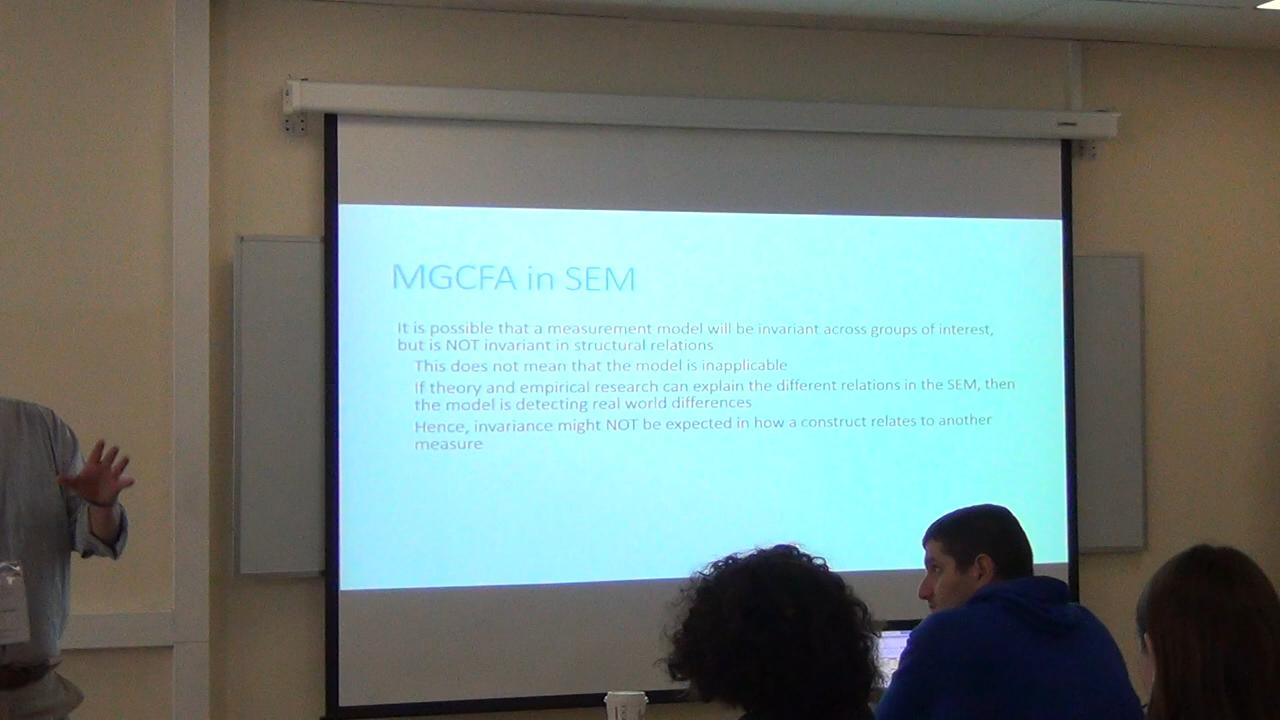 MGCFA in SEM
It is possible that a measurement model will be invariant across groups of interest,
but is NOT invariant in structural relations
This does not mean that the model is inapplicable
If theory and empirical research can explain the different relations in the SEM, then
the model is detecting real world differences
Hence, invariance might NOT be expected in how a construct relates to another
measure